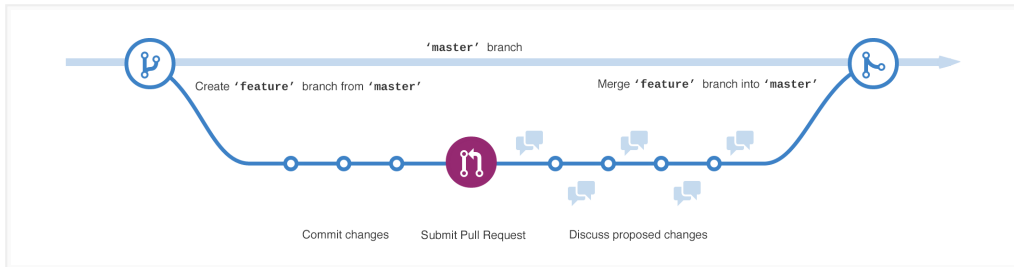 ‘master’ branch
Create ‘feature’ branch from ‘master’
Merge ‘feature’ branch into ‘master’
Commit changes
Submit Pull Request
Discuss proposed changes